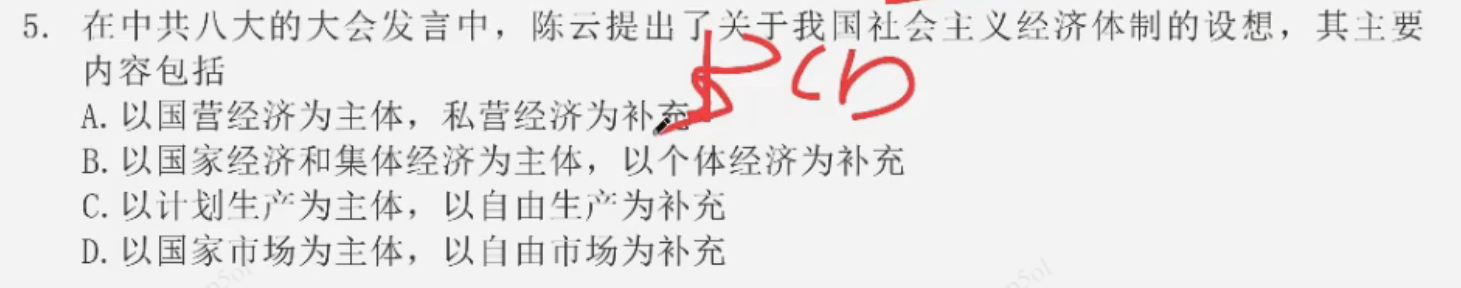 5. 在中共八大的大会发言中，陈云提出了关于我国社会主义经济体制的设想，其主要
内容包括
BCD
A. 以国营经济为主体，私营经济为补充
B. 以国家经济和集体经济为主体，以个体经济为补充
C. 以计划生产为主体，以自由生产为补充
D. 以国家市场为主体，以自由市场为补充